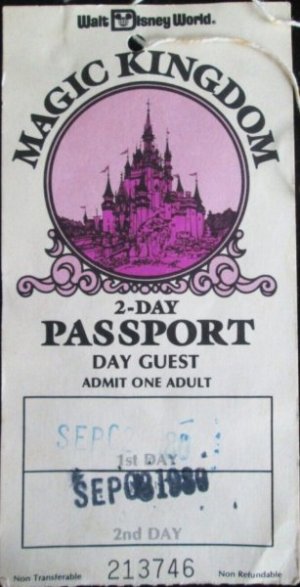 Walt Disney World.
MAGIC KINGDOM
2-DAY
PASSPORT
DAY GUEST
ADMIT ONE ADULT
1st DAY
2nd DAY
Non Transferable
213746
Non Refundable